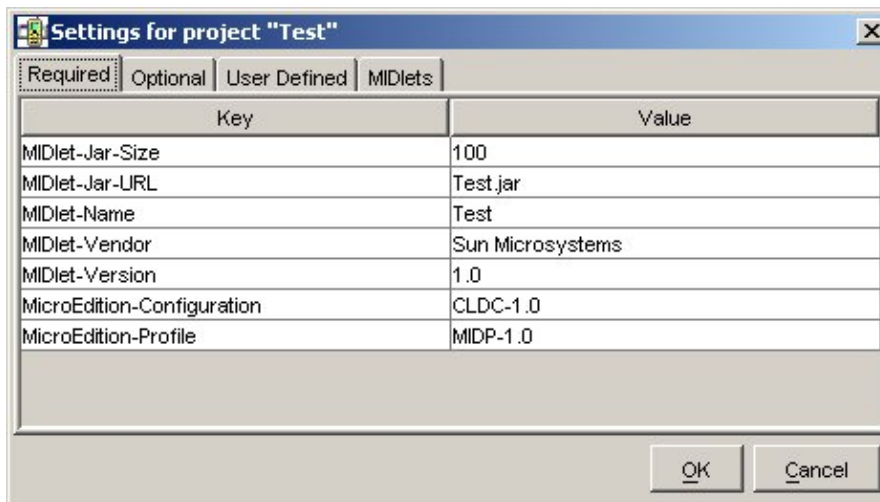 Settings for project "Test"
Required Optional User Defined MIDlets
Key Value
MIDlet-Jar-Size 100
MIDlet-Jar-URL Test.jar
MIDlet-Name Test
MIDlet-Vendor Sun Microsystems
MIDlet-Version 1.0
MicroEdition-Configuration CLDC-1.0
MicroEdition-Profile MIDP-1.0
OK Cancel